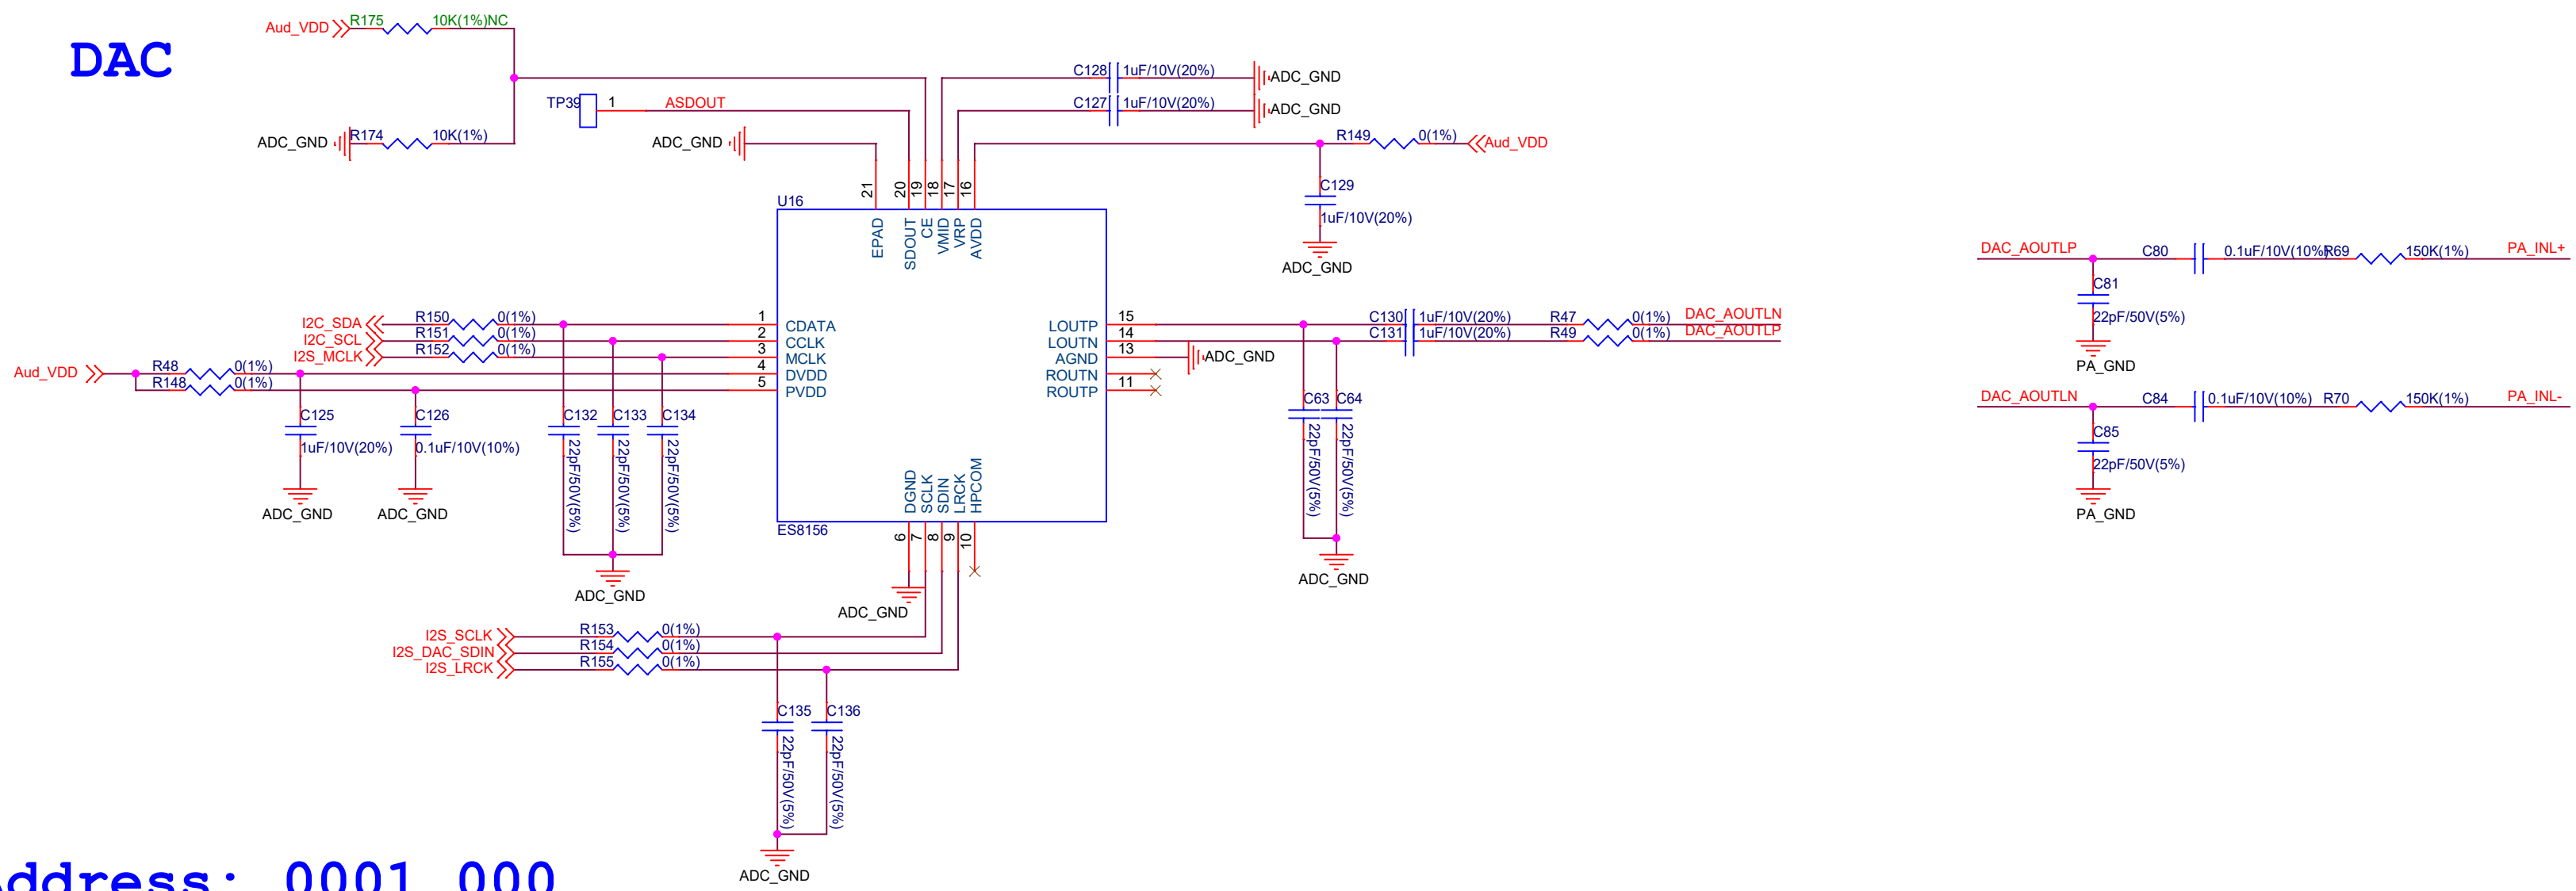 DAC
Aud_VDD R175 10K(1%)NC
ADC_GND R174 10K(1%)
TP39 1 ASDOUT
ADC_GND
C128 1uF/10V(20%) ADC_GND
C127 1uF/10V(20%) ADC_GND
R149 0(1%) Aud_VDD
C129
1uF/10V(20%)
ADC_GND
21 20 19 18 17 16
U16
EPAD SDOUT CE VMID VRP AVDD
I2C_SDA R150 0(1%) 1 CDATA
I2C_SCL R151 0(1%) 2 CCLK
I2S_MCLK R152 0(1%) 3 MCLK
Aud_VDD R48 0(1%) 4 DVDD
R148 0(1%) 5 PVDD
LOUTP 15 C130 1uF/10V(20%) R47 0(1%) DAC_AOUTLN
LOUTN 14 C131 1uF/10V(20%) R49 0(1%) DAC_AOUTLP
AGND 13 ADC_GND
ROUTN
ROUTP 11
C125
1uF/10V(20%)
ADC_GND
C126
0.1uF/10V(10%)
ADC_GND
C132 C133 C134
22pF/50V(5%) 22pF/50V(5%) 22pF/50V(5%)
ADC_GND
C63 C64
22pF/50V(5%) 22pF/50V(5%)
ADC_GND
DGND SCLK SDIN LRCK HPCOM
ES8156
6 7 8 9 10
ADC_GND
I2S_SCLK R153 0(1%)
I2S_DAC_SDIN R154 0(1%)
I2S_LRCK R155 0(1%)
C135 C136
22pF/50V(5%) 22pF/50V(5%)
ADC_GND
DAC_AOUTLP C80 0.1uF/10V(10%) R69 150K(1%) PA_INL+
C81
22pF/50V(5%)
PA_GND
DAC_AOUTLN C84 0.1uF/10V(10%) R70 150K(1%) PA_INL-
C85
22pF/50V(5%)
PA_GND
Address: 0001 000